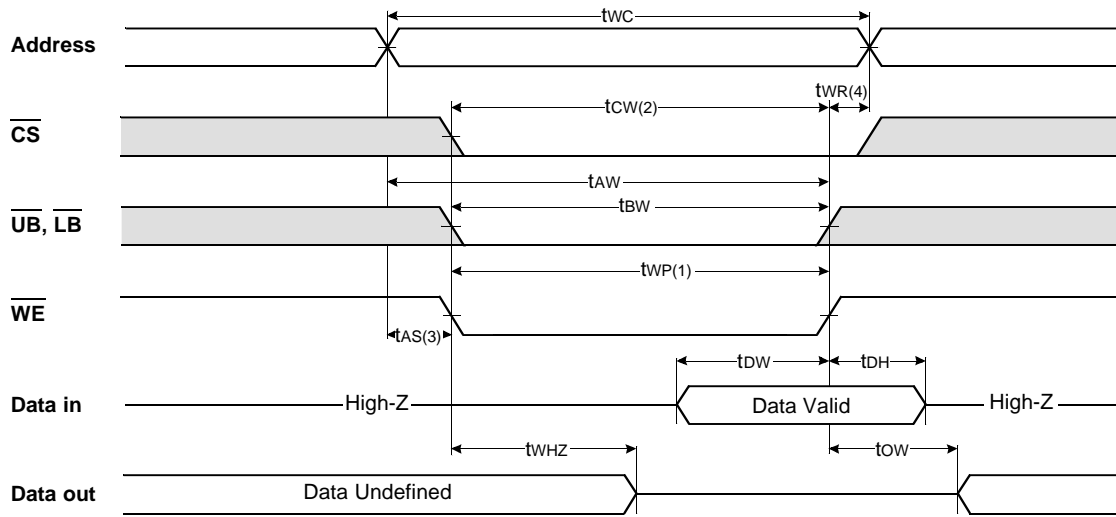 tWC
Address
tCW(2)
tWR(4)
CS
tAW
tBW
UB, LB
tWP(1)
WE
tAS(3)
tDW
tDH
Data in
High-Z
Data Valid
High-Z
tWHZ
tOW
Data out
Data Undefined